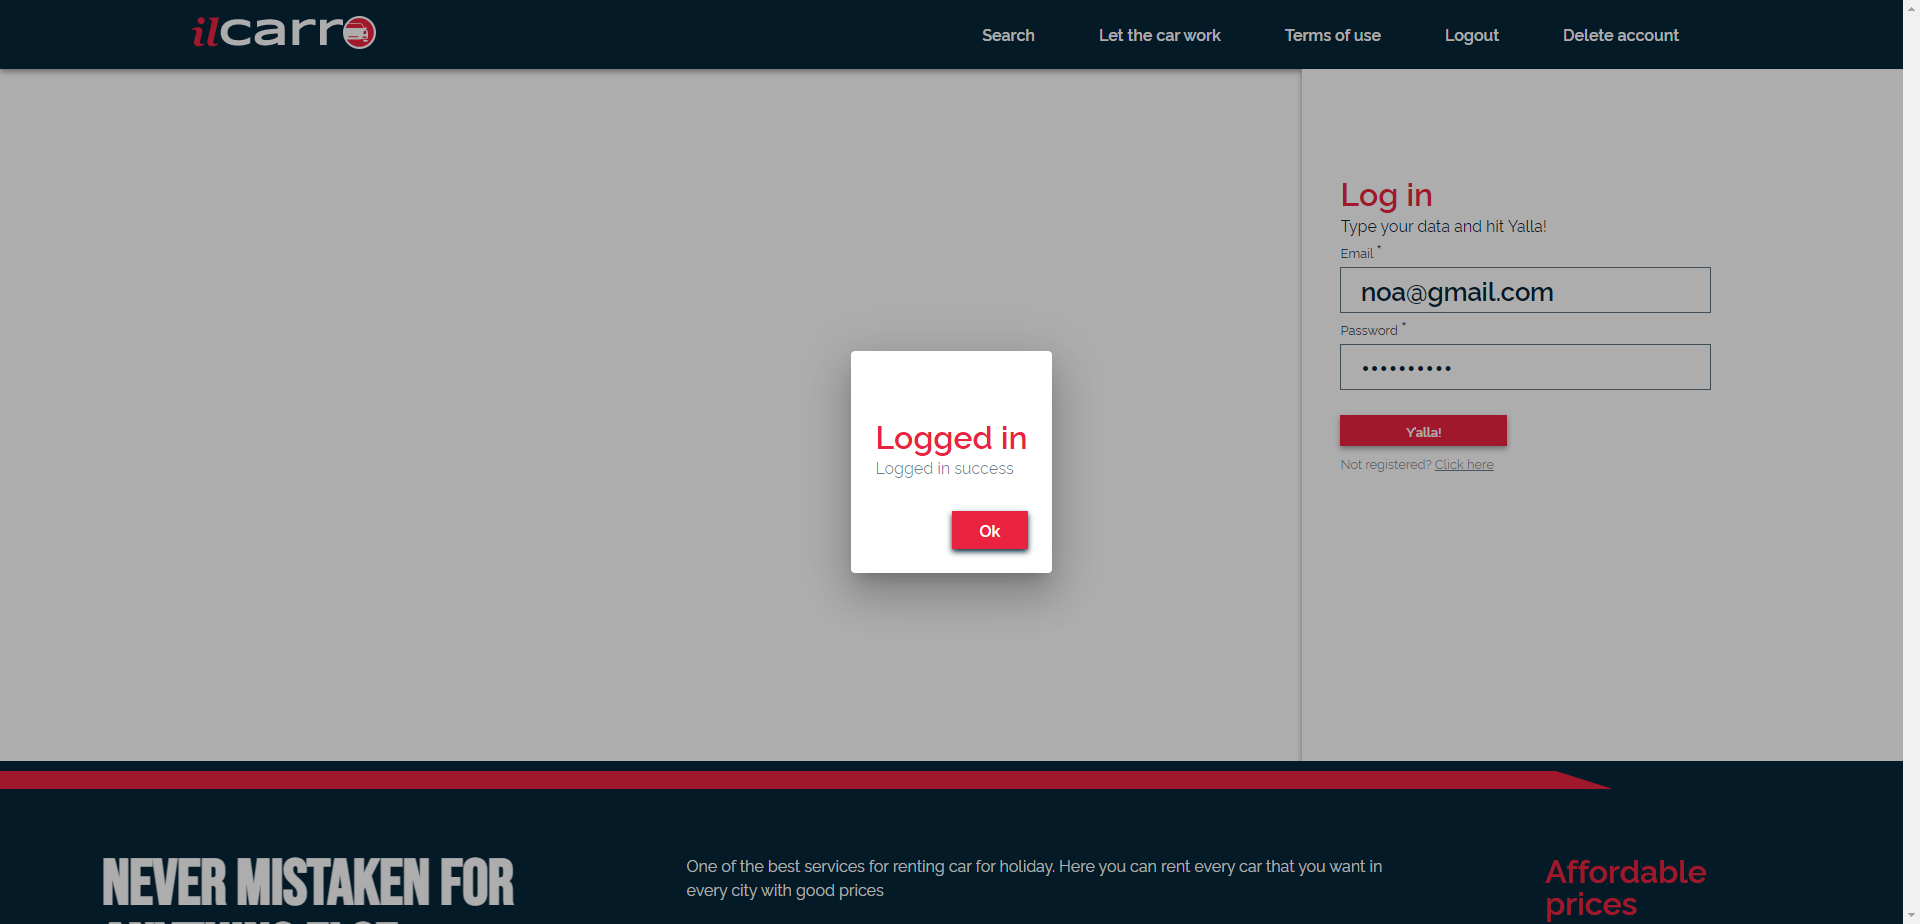 ilcarro
Search
Let the car work
Terms of use
Logout
Delete account
Log in
Type your data and hit Yalla!
Email *
noa@gmail.com
Password *
••••••••••
Y'alla!
Not registered? Click here
Logged in
Logged in success
Ok
NEVER MISTAKEN FOR
ANYTHING ELSE
One of the best services for renting car for holiday. Here you can rent every car that you want in
every city with good prices
Affordable
prices